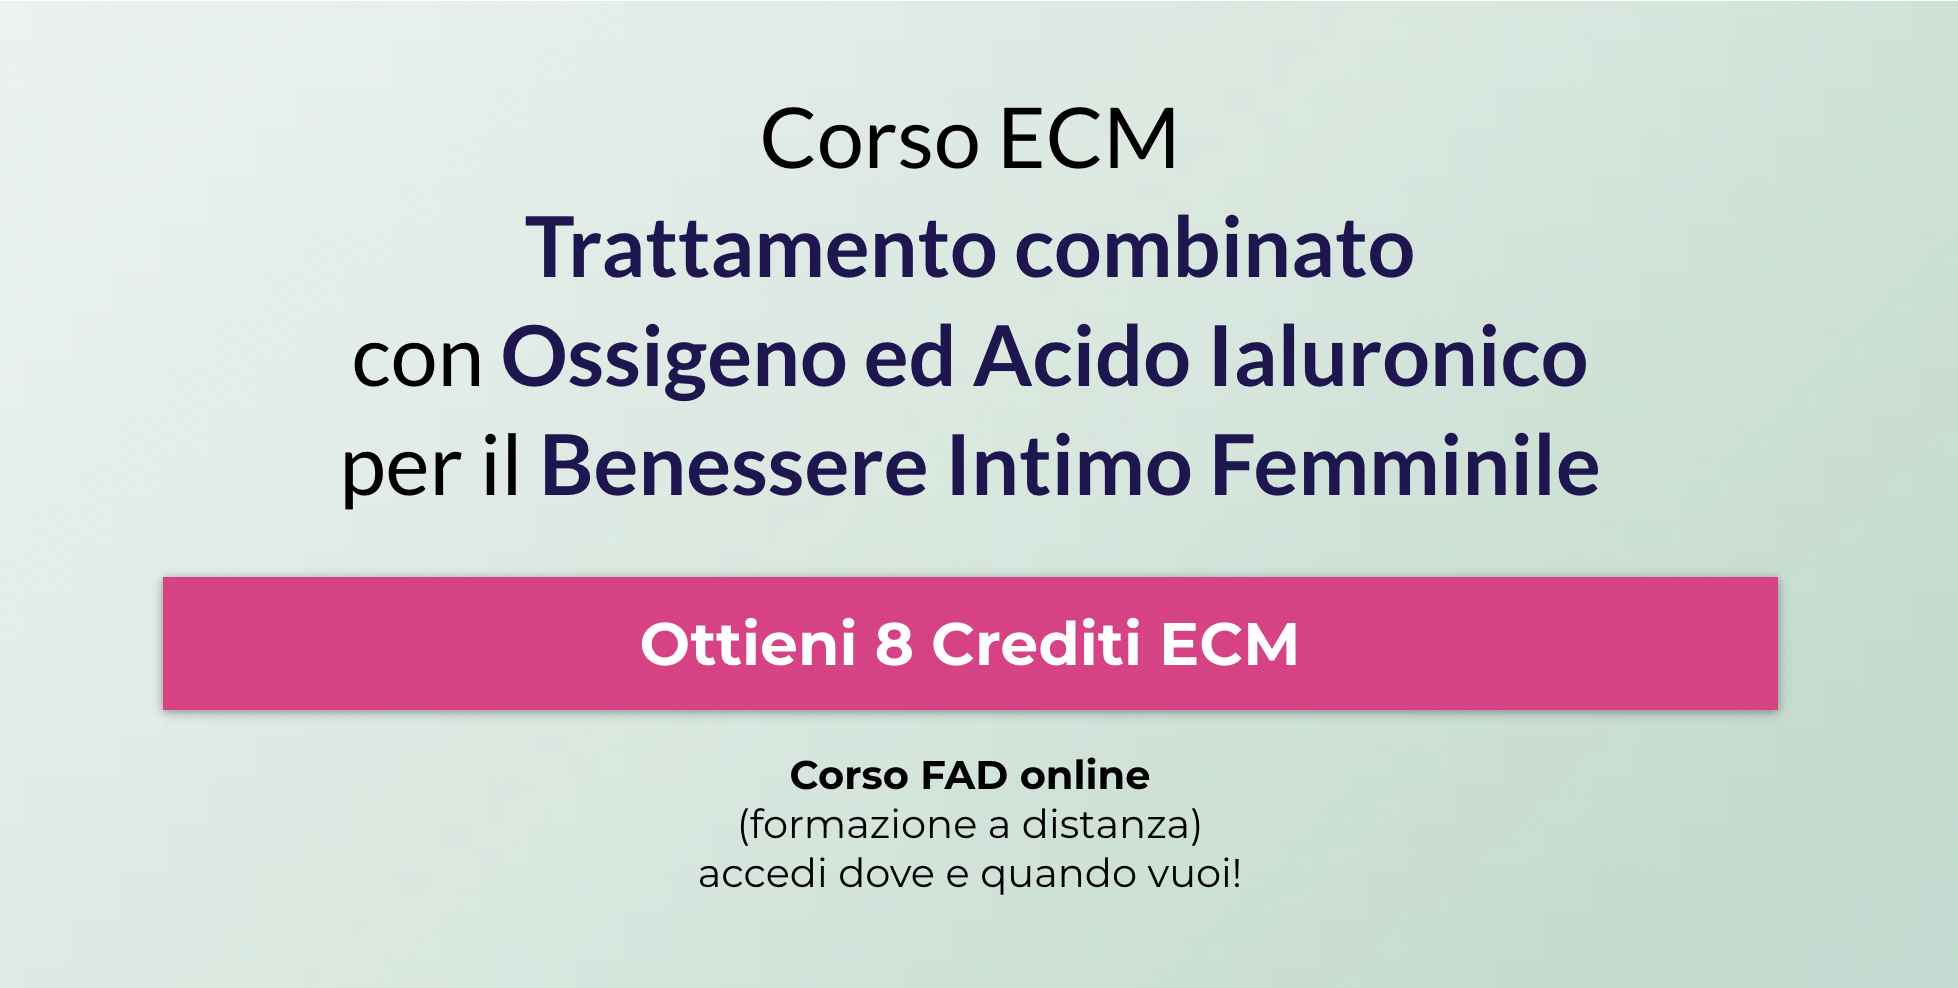 Corso ECM
Trattamento combinato
con Ossigeno ed Acido Ialuronico
per il Benessere Intimo Femminile
Ottieni 8 Crediti ECM
Corso FAD online
(formazione a distanza)
accedi dove e quando vuoi!